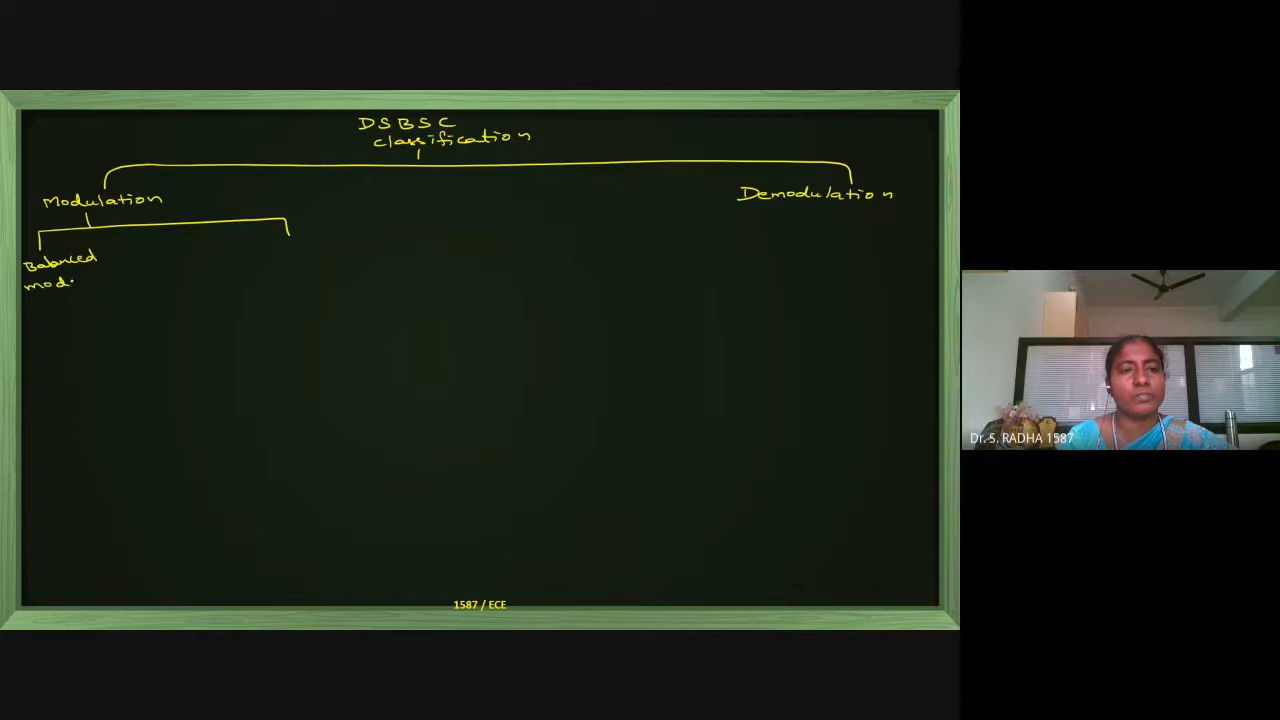 DSBSC
classification
Modulation
Demodulation
Balanced
mod.
Dr. S. RADHA 1587
1587 / ECE